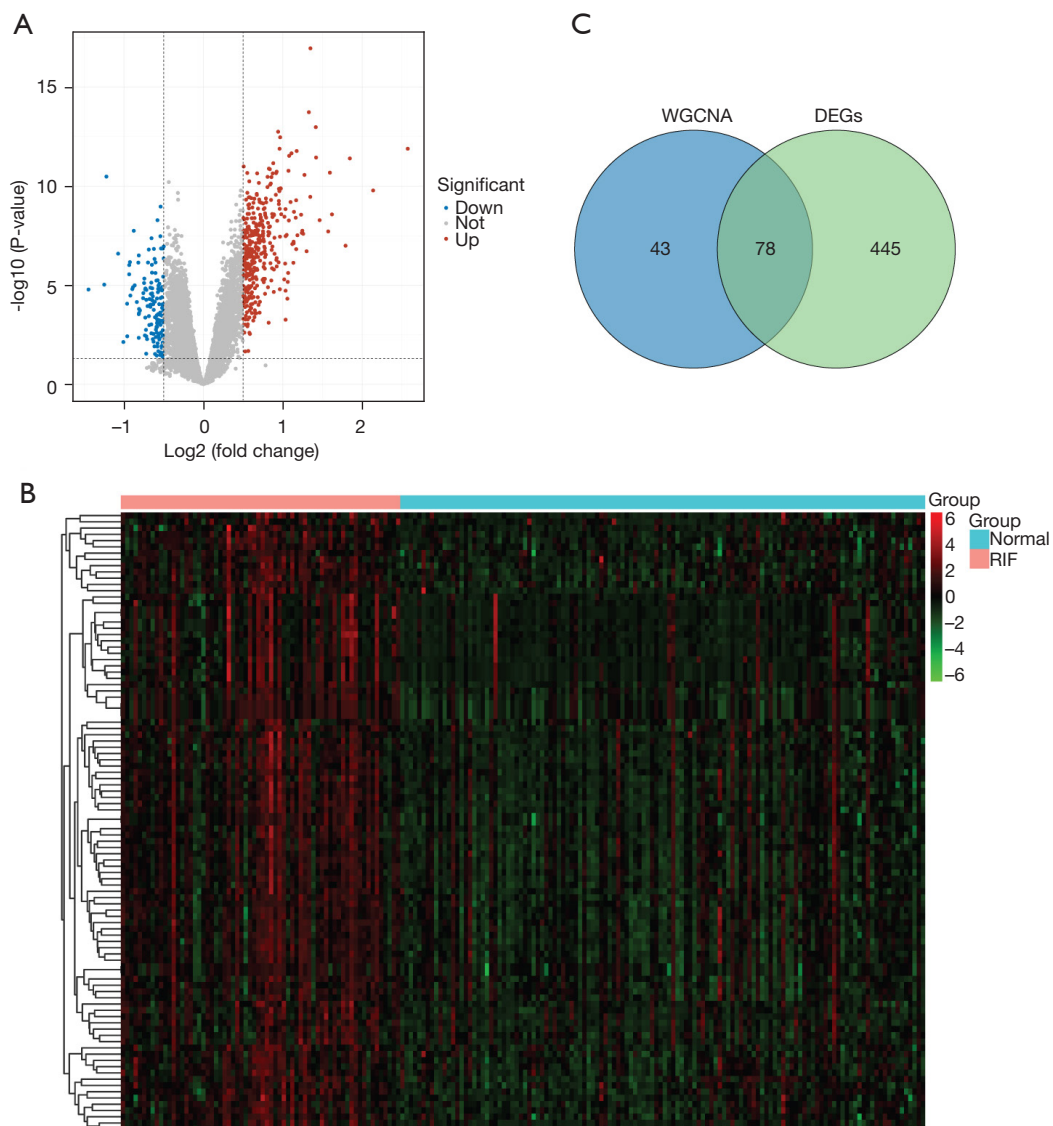 A
15
10
5
0
-log10 (P-value)
−1
0
1
2
Log2 (fold change)
Significant
Down
Not
Up
C
WGCNA
DEGs
43
78
445
B
Group
6
4
2
0
−2
−4
−6
Group
Normal
RIF